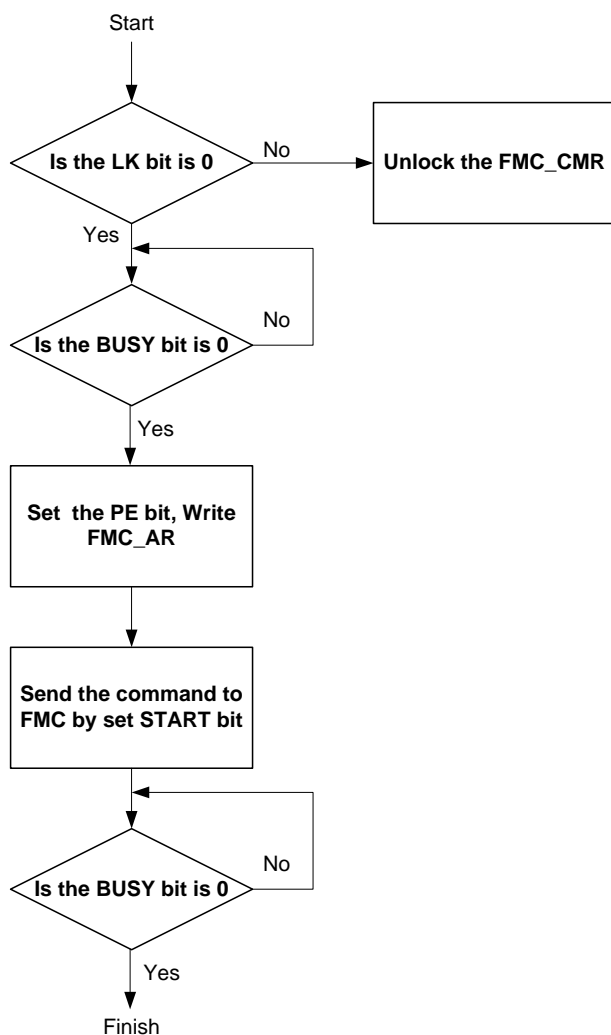 Start
Is the LK bit is 0
No
Unlock the FMC_CMR
Yes
Is the BUSY bit is 0
No
Yes
Set the PE bit, Write
FMC_AR
Send the command to
FMC by set START bit
Is the BUSY bit is 0
No
Yes
Finish